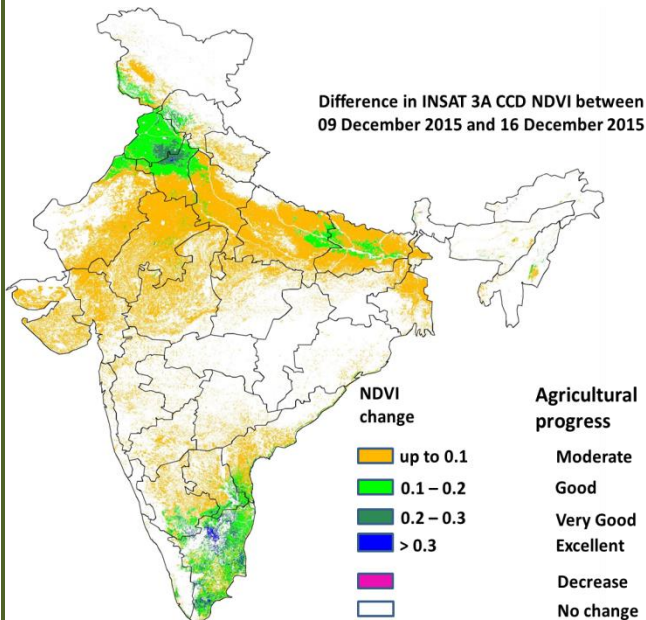 Difference in INSAT 3A CCD NDVI between
09 December 2015 and 16 December 2015
NDVI change
Agricultural progress
up to 0.1 Moderate
0.1 – 0.2 Good
0.2 – 0.3 Very Good
> 0.3 Excellent
Decrease
No change